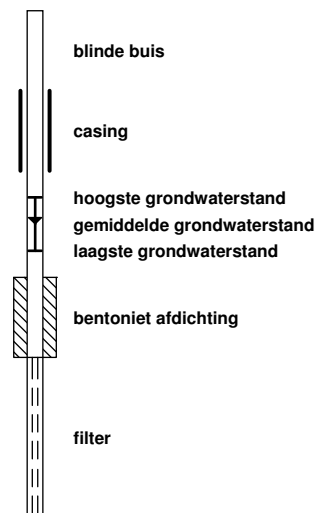 blinde buis
casing
hoogste grondwaterstand
gemiddelde grondwaterstand
laagste grondwaterstand
bentoniet afdichting
filter